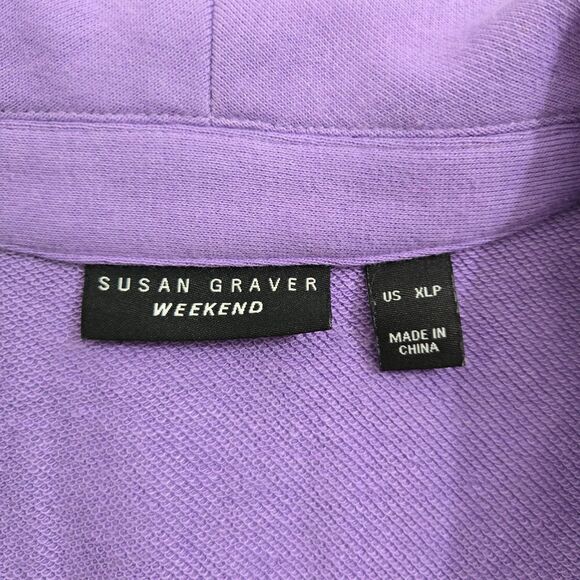 SUSAN GRAVER
WEEKEND
US XLP
MADE IN
CHINA